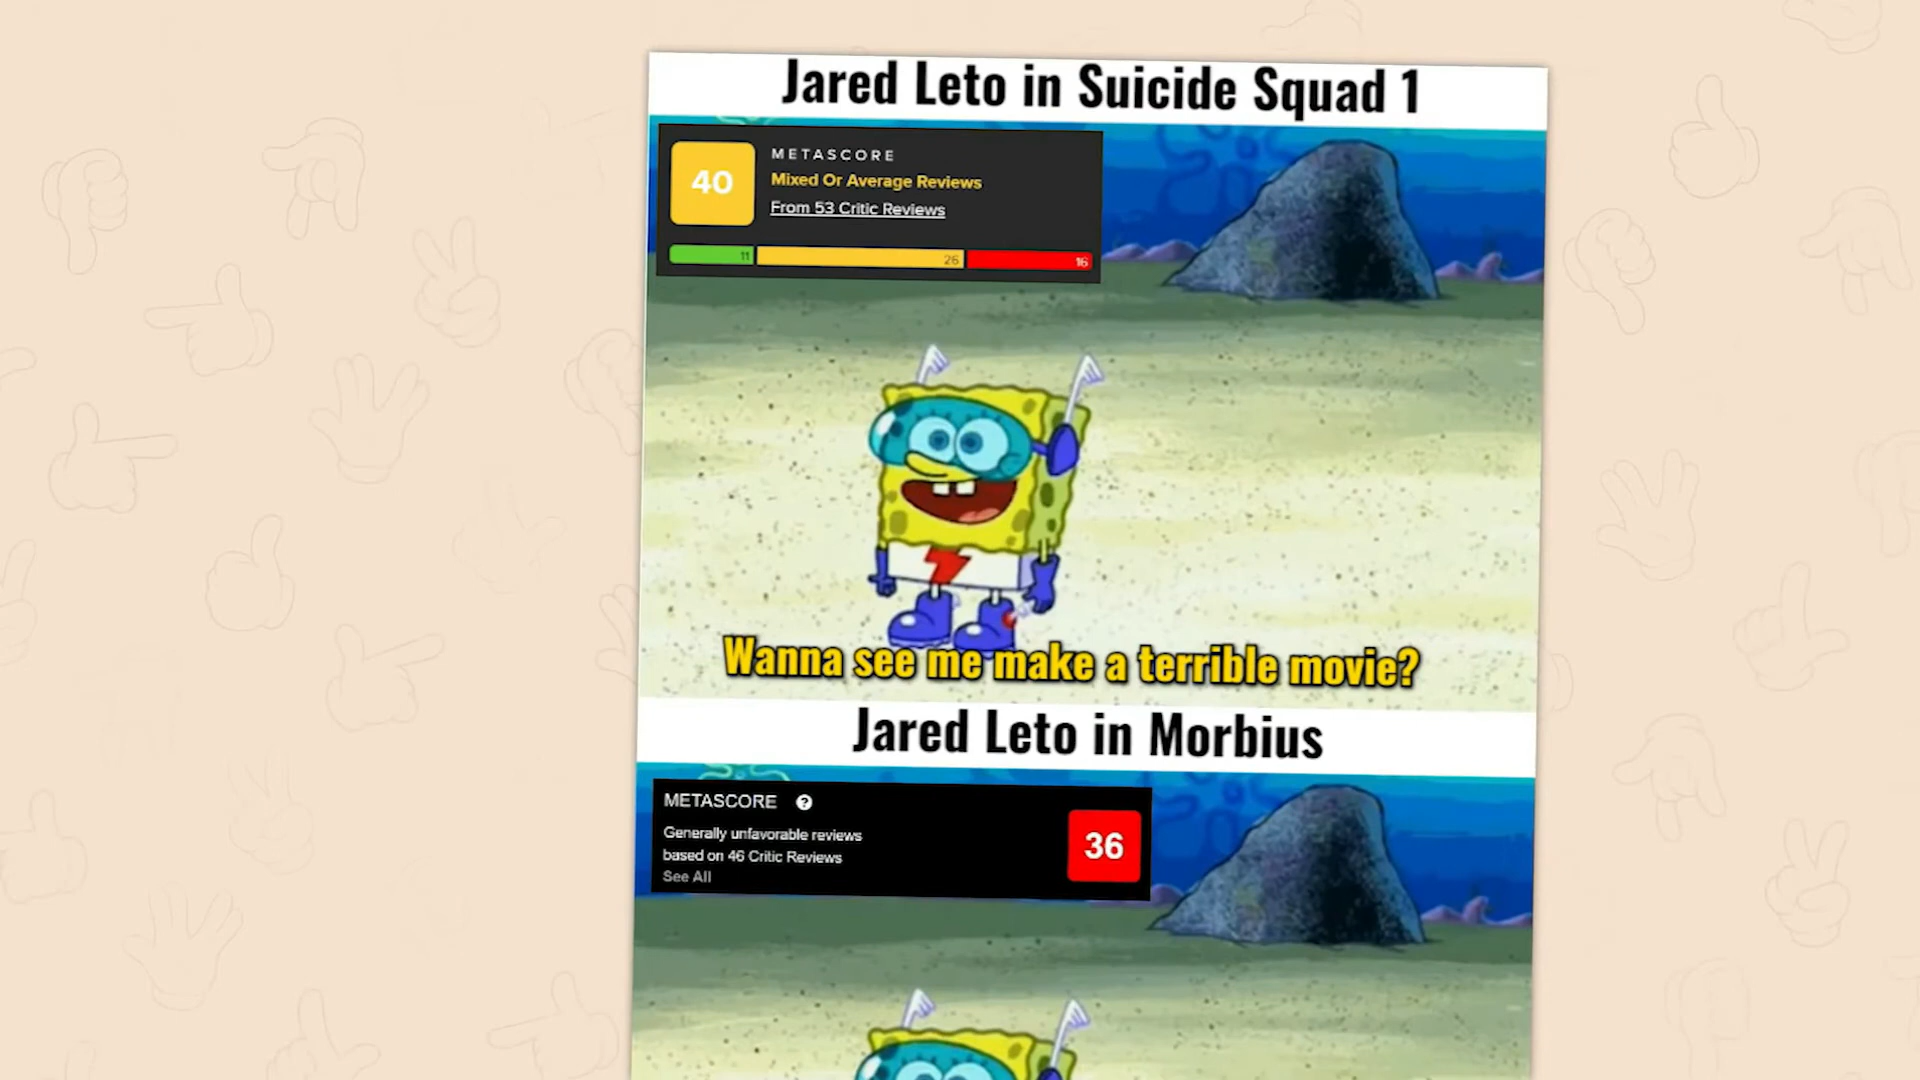 Jared Leto in Suicide Squad 1
40
METASCORE
Mixed Or Average Reviews
From 53 Critic Reviews
11 26 16
Wanna see me make a terrible movie?
Jared Leto in Morbius
METASCORE ?
Generally unfavorable reviews
based on 46 Critic Reviews
See All
36